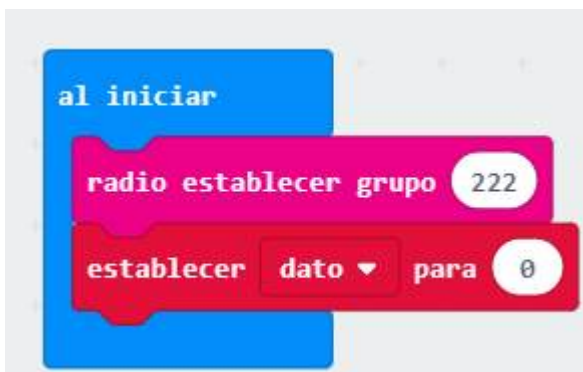 al iniciar
radio establecer grupo 222
establecer dato para 0